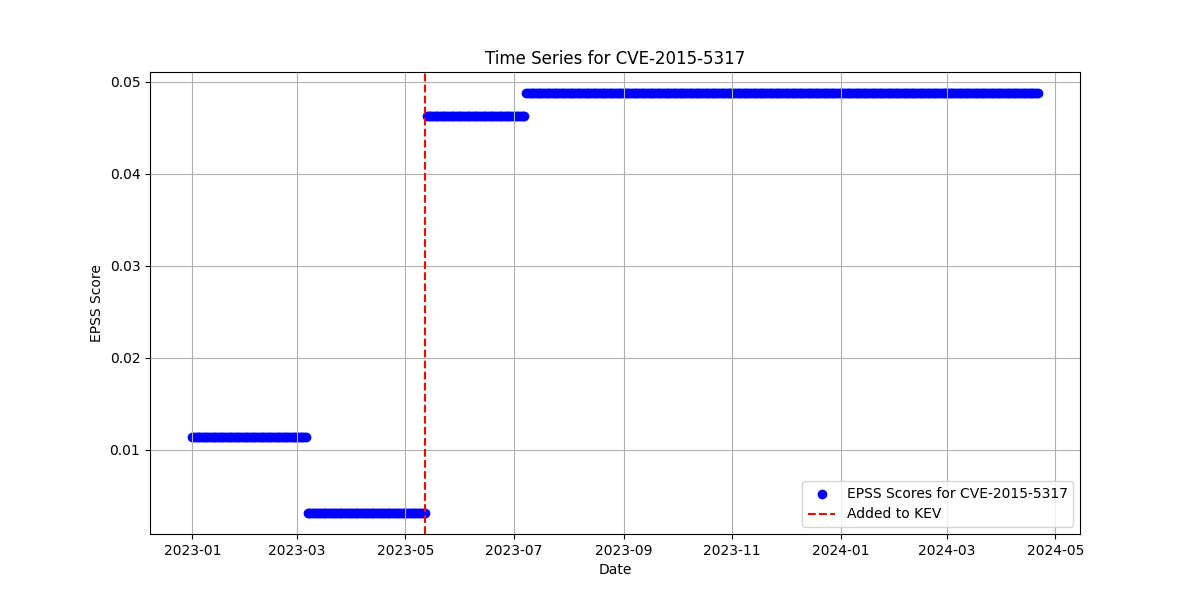 Time Series for CVE-2015-5317
0.05
0.04
0.03
0.02
0.01
EPSS Score
EPSS Scores for CVE-2015-5317
Added to KEV
2023-01 2023-03 2023-05 2023-07 2023-09 2023-11 2024-01 2024-03 2024-05
Date